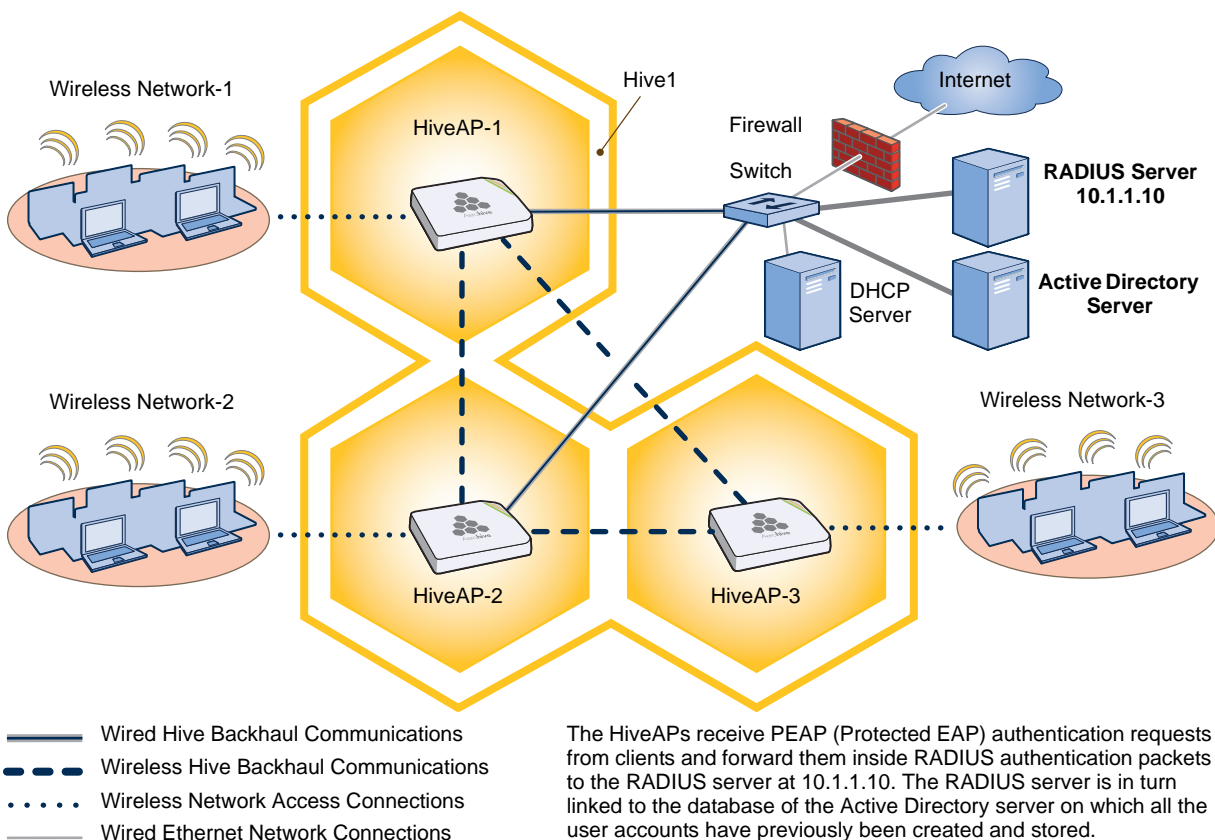 Wireless Network-1
Hive1
Internet
HiveAP-1
Firewall
Switch
RADIUS Server
10.1.1.10
Aerohive
DHCP
Server
Active Directory
Server
Wireless Network-2
Wireless Network-3
Aerohive
Aerohive
HiveAP-2
HiveAP-3
Wired Hive Backhaul Communications
Wireless Hive Backhaul Communications
Wireless Network Access Connections
Wired Ethernet Network Connections
The HiveAPs receive PEAP (Protected EAP) authentication requests
from clients and forward them inside RADIUS authentication packets
to the RADIUS server at 10.1.1.10. The RADIUS server is in turn
linked to the database of the Active Directory server on which all the
user accounts have previously been created and stored.